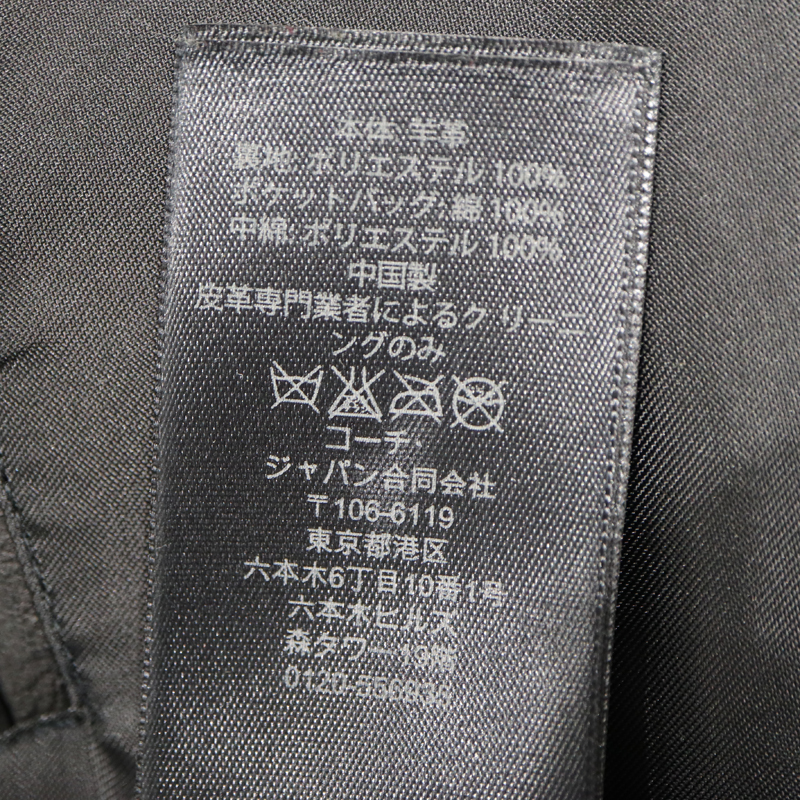 本体 羊革
裏地:ポリエステル 100%
ポケットバッグ:綿 100%
中綿:ポリエステル 100%
中国製
皮革専門業者によるク リーニ
ングのみ
コーチ・
ジャパン合同会社
〒106-6119
東京都港区
六本木6丁目10番1号
六本木ヒルズ
森タワー 19階